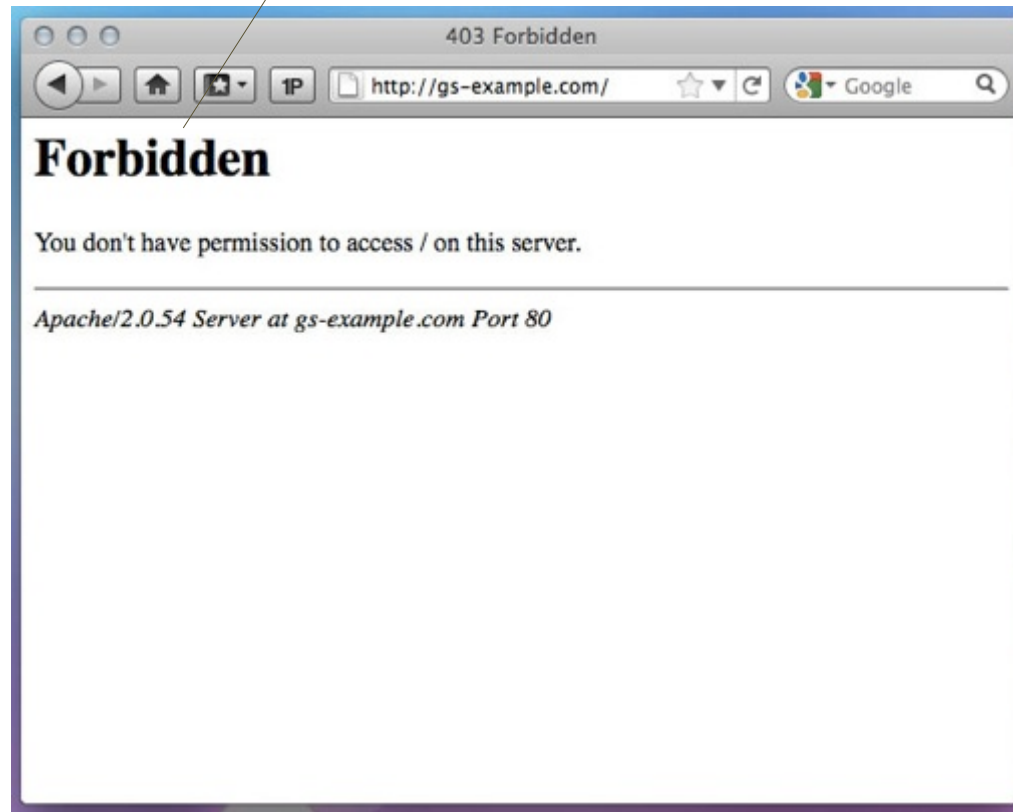 403 Forbidden
1P http://gs-example.com/ Google
Forbidden
You don't have permission to access / on this server.
Apache/2.0.54 Server at gs-example.com Port 80